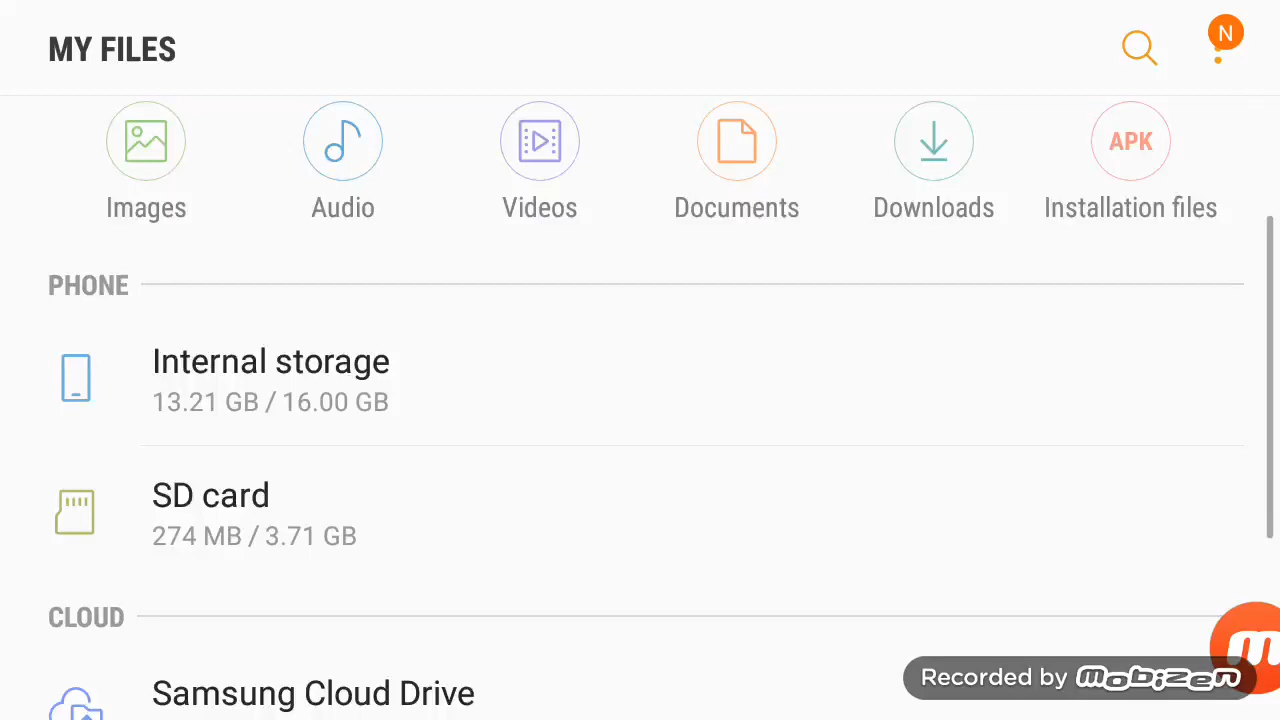 MY FILES
N
APK
Images
Audio
Videos
Documents
Downloads
Installation files
PHONE
Internal storage
13.21 GB / 16.00 GB
SD card
274 MB / 3.71 GB
CLOUD
Samsung Cloud Drive
m
Recorded by mobizen